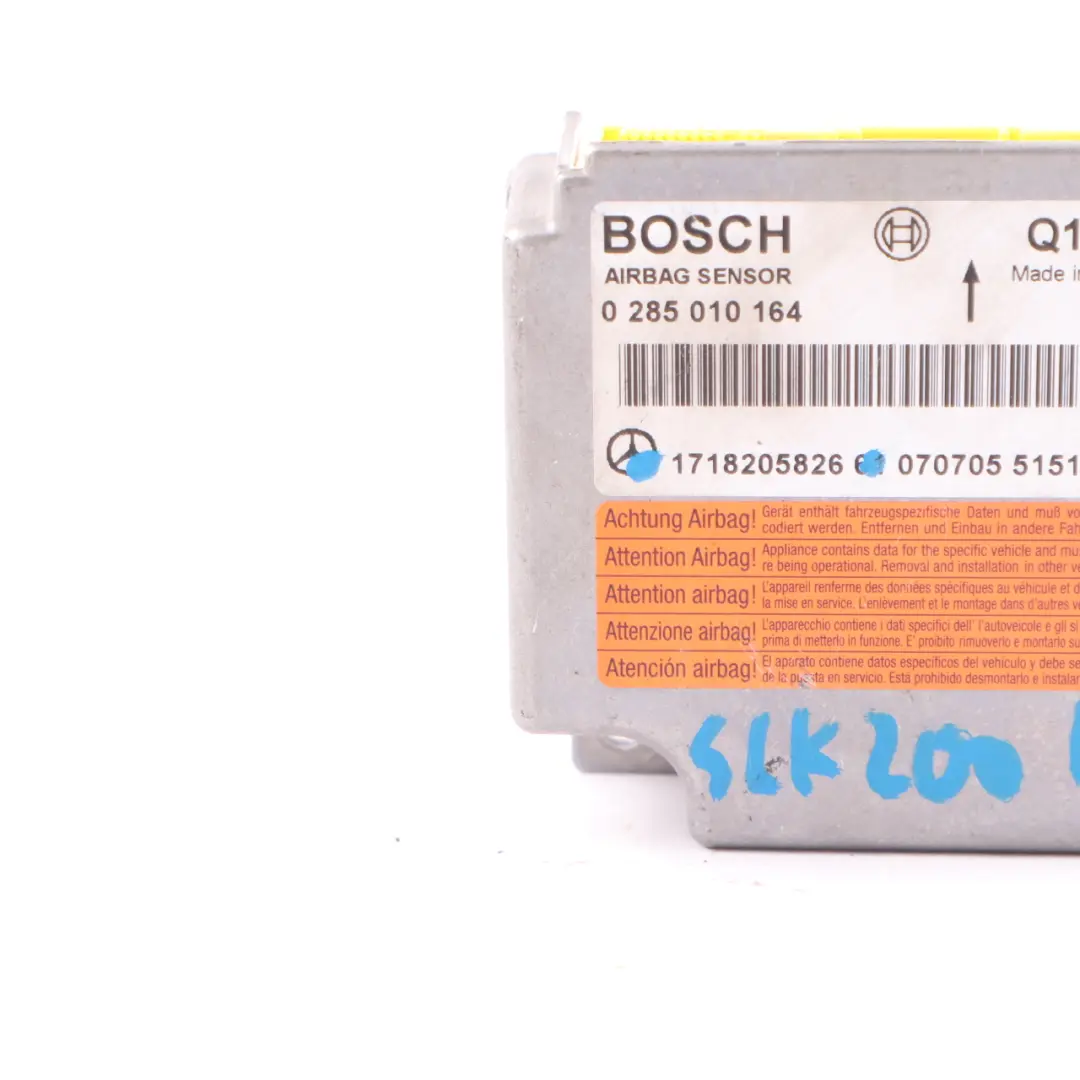 BOSCH Q1
AIRBAG SENSOR Made in
0 285 010 164
1718205826 070705 5151
Achtung Airbag! Gerät enthält fahrzeugspezifische Daten und muß vo
codiert werden. Entfernen und Einbau in andere Fah
Attention Airbag! Appliance contains data for the specific vehicle and mu
re being operational. Removal and installation in other ve
Attention airbag! L'appareil renferme des données spécifiques au véhicule et d
la mise en service. L'enlèvement et le montage dans d'autres v
Attenzione airbag! L'apparecchio contiene i dati specifici dell' l'autoveicole e gli si
prima di metterlo in funzione. E' proibito rimuoverlo e montarlo su
Atención airbag! El aparato contiene datos específicos del vehículo y debe se
de la puesta en servicio. Está prohibido desmontarlo e instalar
SLK200